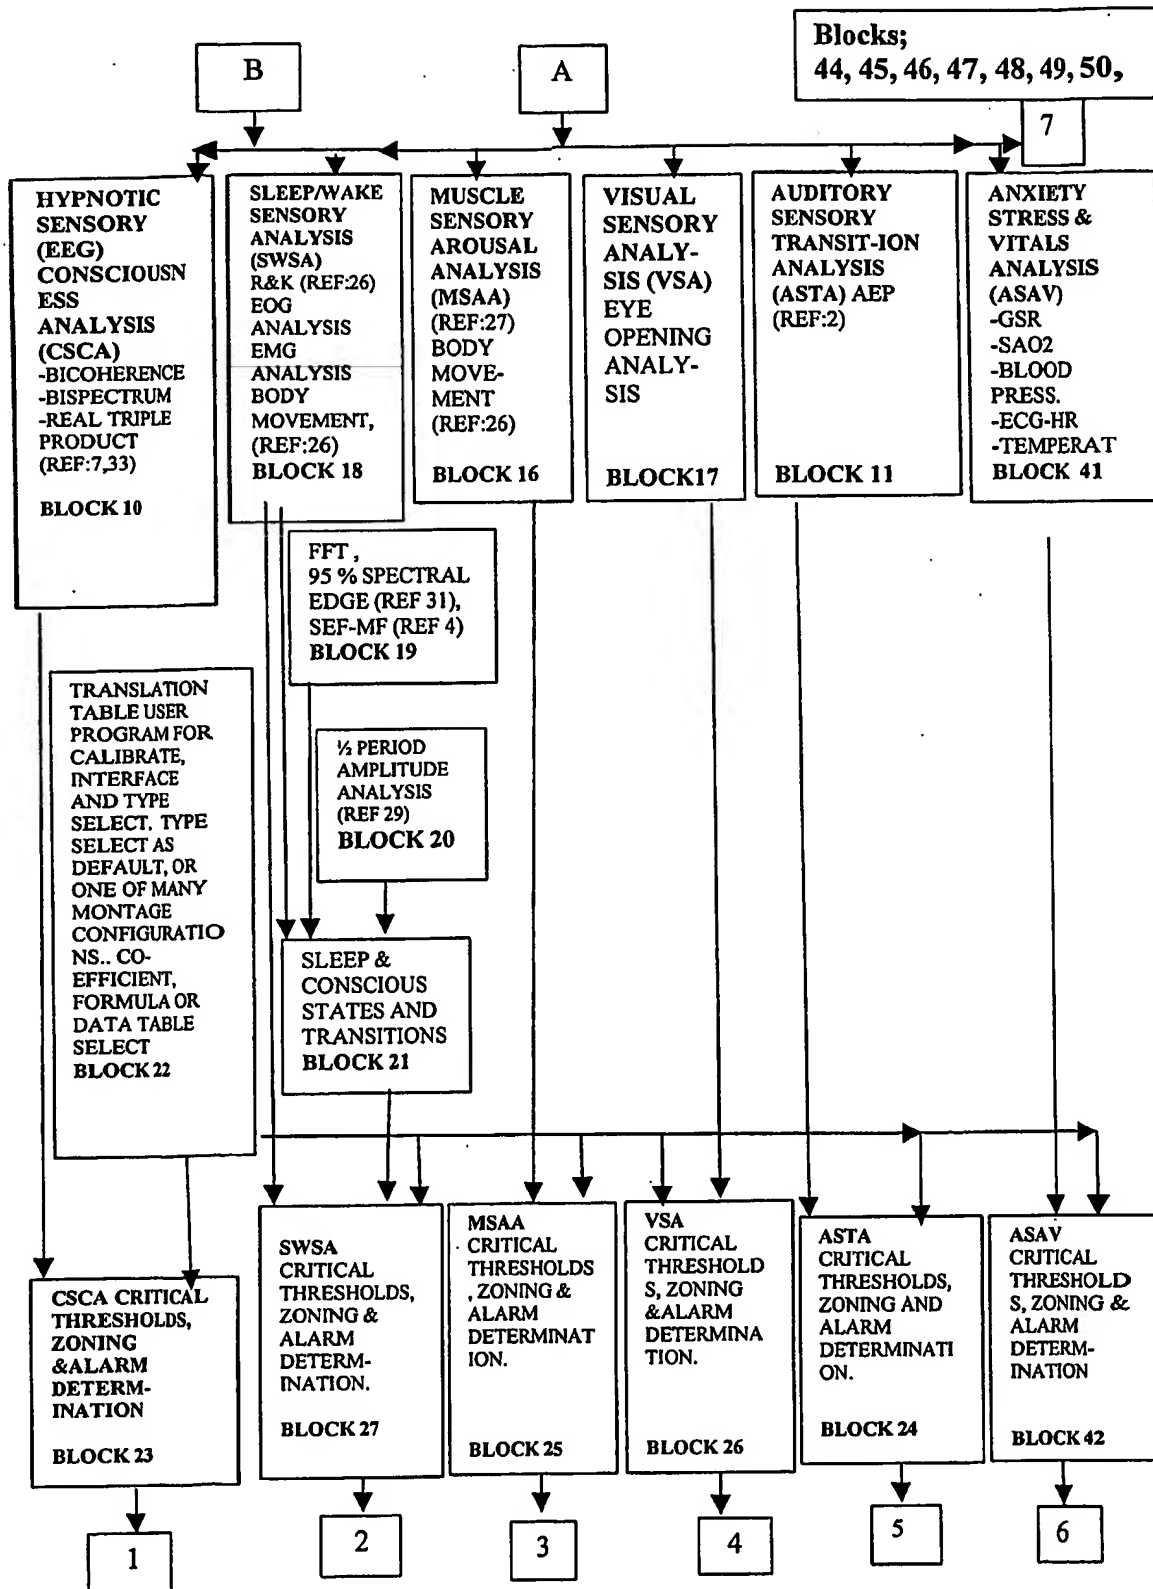 B
A
Blocks;
44, 45, 46, 47, 48, 49, 50,
7
HYPNOTIC
SENSORY
(EEG)
CONSCIOUSN
ESS
ANALYSIS
(CSCA)
-BICOHERENCE
-BISPECTRUM
-REAL TRIPLE
PRODUCT
(REF:7,33)
BLOCK 10
SLEEP/WAKE
SENSORY
ANALYSIS
(SWSA)
R&K (REF:26)
EOG
ANALYSIS
EMG
ANALYSIS
BODY
MOVEMENT,
(REF:26)
BLOCK 18
MUSCLE
SENSORY
AROUSAL
ANALYSIS
(MSAA)
(REF:27)
BODY
MOVE-
MENT
(REF:26)
BLOCK 16
VISUAL
SENSORY
ANALY-
SIS (VSA)
EYE
OPENING
ANALY-
SIS
BLOCK17
AUDITORY
SENSORY
TRANSIT-ION
ANALYSIS
(ASTA) AEP
(REF:2)
BLOCK 11
ANXIETY
STRESS &
VITALS
ANALYSIS
(ASAV)
-GSR
-SAO2
-BLOOD
PRESS.
-ECG-HR
-TEMPERAT
BLOCK 41
FFT ,
95 % SPECTRAL
EDGE (REF 31),
SEF-MF (REF 4)
BLOCK 19
TRANSLATION
TABLE USER
PROGRAM FOR
CALIBRATE,
INTERFACE
AND TYPE
SELECT. TYPE
SELECT AS
DEFAULT, OR
ONE OF MANY
MONTAGE
CONFIGURATIO
NS.. CO-
EFFICIENT,
FORMULA OR
DATA TABLE
SELECT
BLOCK 22
½ PERIOD
AMPLITUDE
ANALYSIS
(REF 29)
BLOCK 20
SLEEP &
CONSCIOUS
STATES AND
TRANSITIONS
BLOCK 21
CSCA CRITICAL
THRESHOLDS,
ZONING
&ALARM
DETERM-
INATION
BLOCK 23
SWSA
CRITICAL
THRESHOLDS,
ZONING &
ALARM
DETERM-
INATION.
BLOCK 27
MSAA
CRITICAL
THRESHOLDS
, ZONING &
ALARM
DETERMINAT
ION.
BLOCK 25
VSA
CRITICAL
THRESHOLD
S, ZONING
&ALARM
DETERMINA
TION.
BLOCK 26
ASTA
CRITICAL
THRESHOLDS,
ZONING AND
ALARM
DETERMINATI
ON.
BLOCK 24
ASAV
CRITICAL
THRESHOLD
S, ZONING &
ALARM
DETERM-
INATION
BLOCK 42
1
2
3
4
5
6